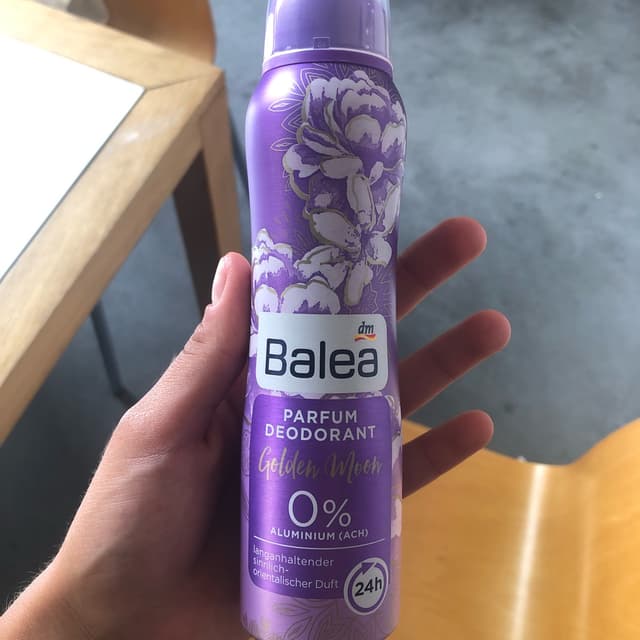 dm
Balea
PARFUM
DEODORANT
Golden Moon
0%
ALUMINIUM (ACH)
langanhaltender
sinnlich-
orientalischer Duft
24h